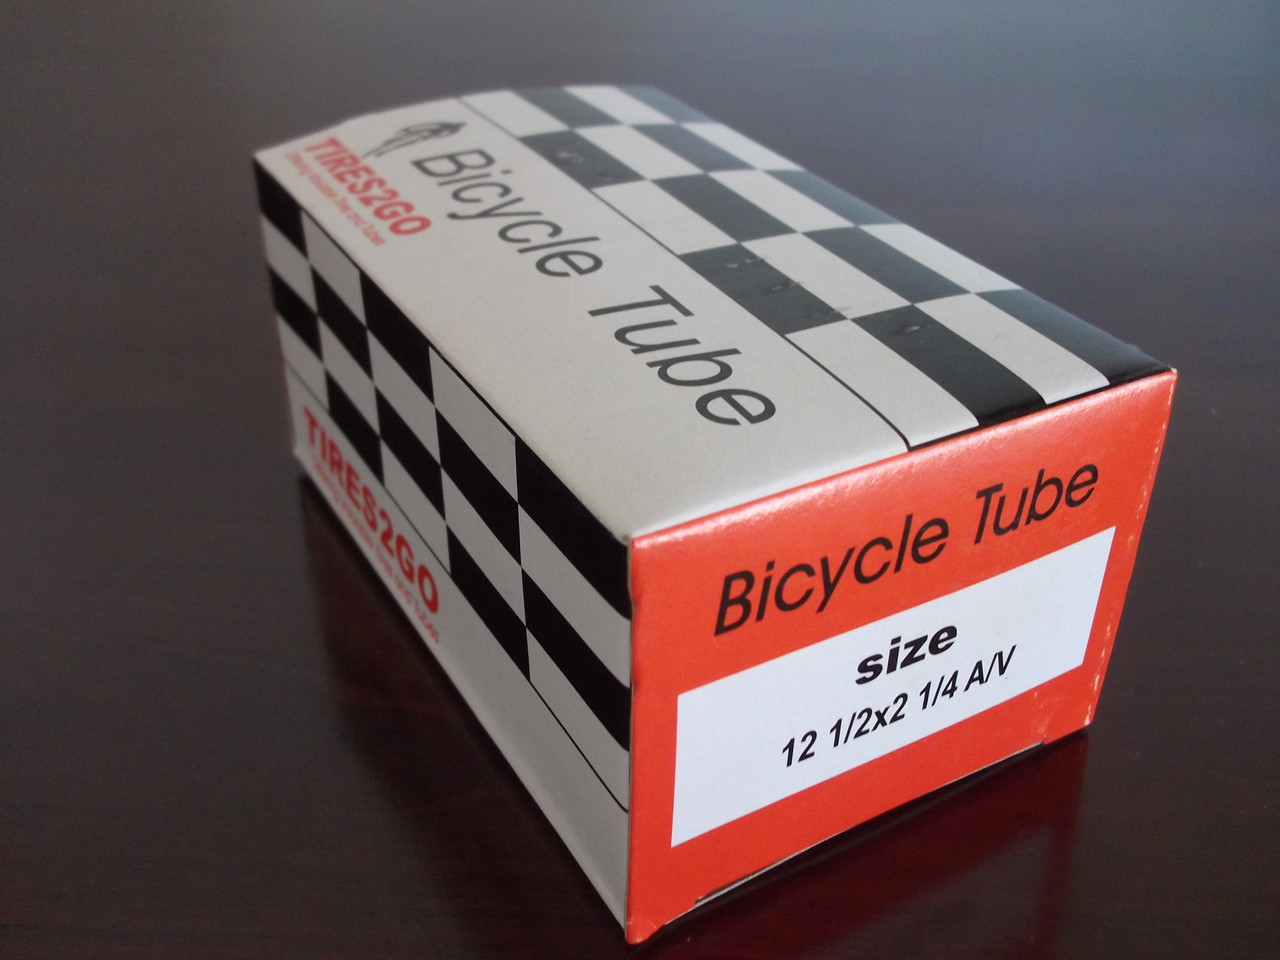 TIRES2GO
Bicycle Tube
TIRES2GO
Bicycle Tube
size
12 1/2x2 1/4 A/V